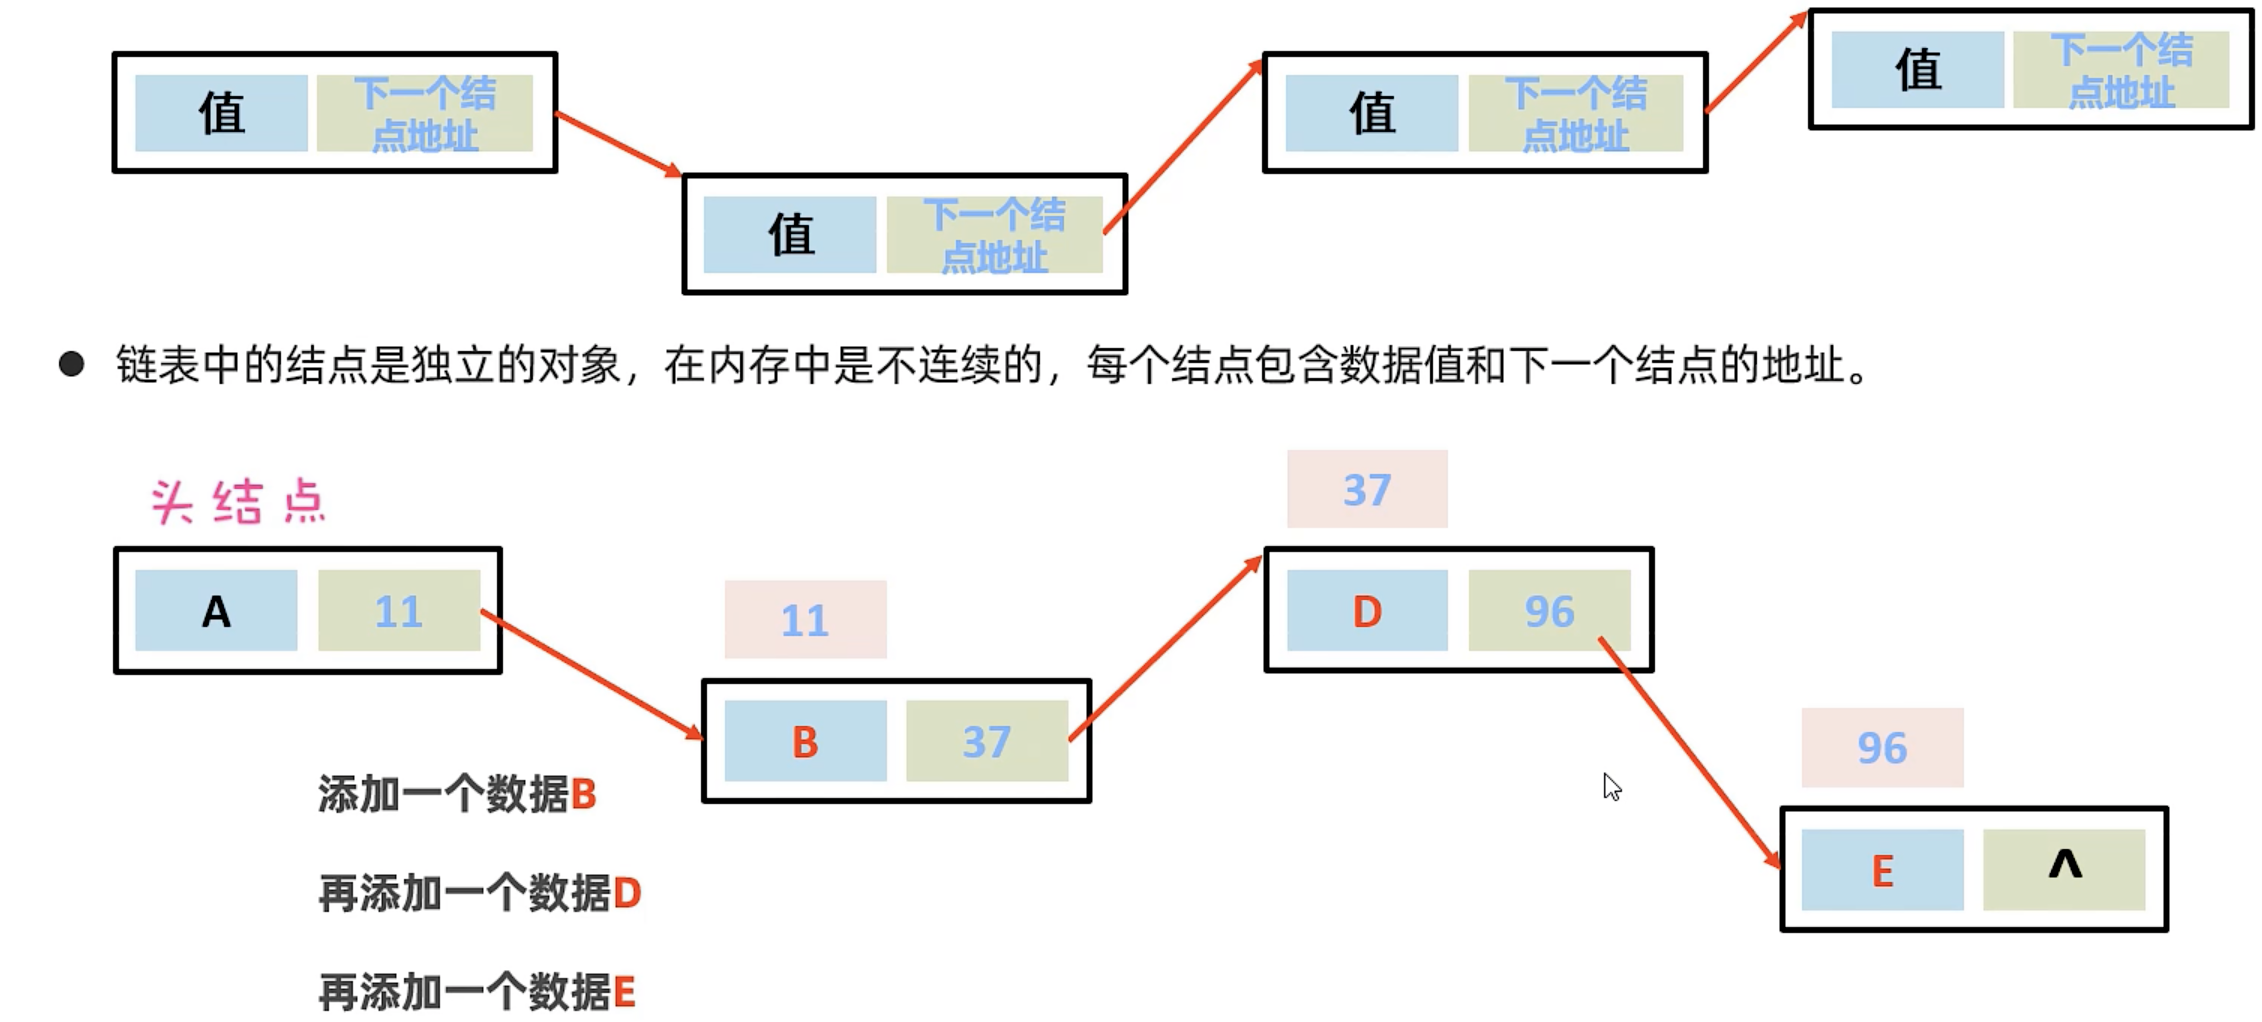 值
下一个结
点地址
值
下一个结
点地址
值
下一个结
点地址
值
下一个结
点地址
链表中的结点是独立的对象，在内存中是不连续的，每个结点包含数据值和下一个结点的地址。
头结点
A 11
11
B 37
37
D 96
96
E ^
添加一个数据B
再添加一个数据D
再添加一个数据E